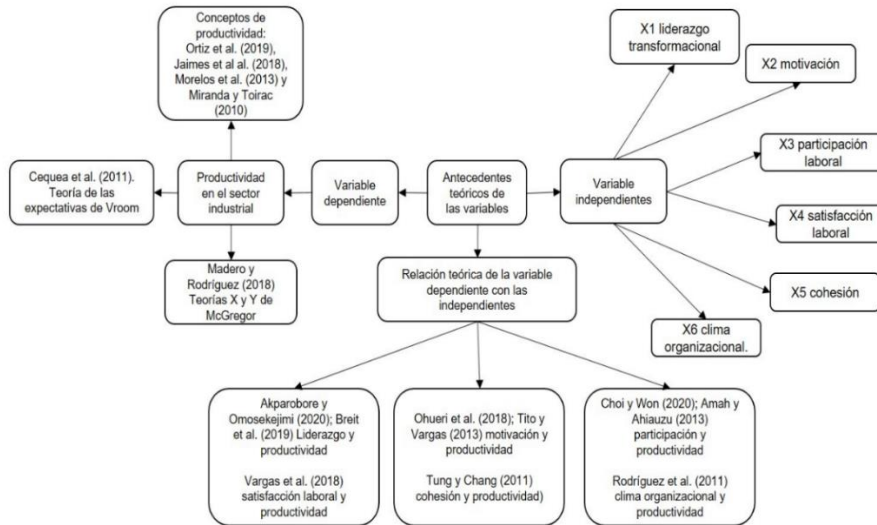 Conceptos de
productividad:
Ortiz et al. (2019),
Jaimes et al al. (2018),
Morelos et al. (2013) y
Miranda y Toirac
(2010)
X1 liderazgo
transformacional
X2 motivación
Cequea et al. (2011).
Teoría de las
expectativas de Vroom
Productividad
en el sector
industrial
Variable
dependiente
Antecedentes
teóricos de
las variables
Variable
independientes
X3 participación
laboral
X4 satisfacción
laboral
Madero y
Rodríguez (2018)
Teorías X y Y de
McGregor
Relación teórica de la variable
dependiente con las
independientes
X5 cohesión
X6 clima
organizacional.
Akparobore y
Omosekejimi (2020); Breit
et al. (2019) Liderazgo y
productividad
Vargas et al. (2018)
satisfacción laboral y
productividad
Ohueri et al. (2018); Tito y
Vargas (2013) motivación y
productividad
Tung y Chang (2011)
cohesión y productividad)
Choi y Won (2020); Amah y
Ahiauzu (2013)
participación y
productividad
Rodríguez et al. (2011)
clima organizacional y
productividad